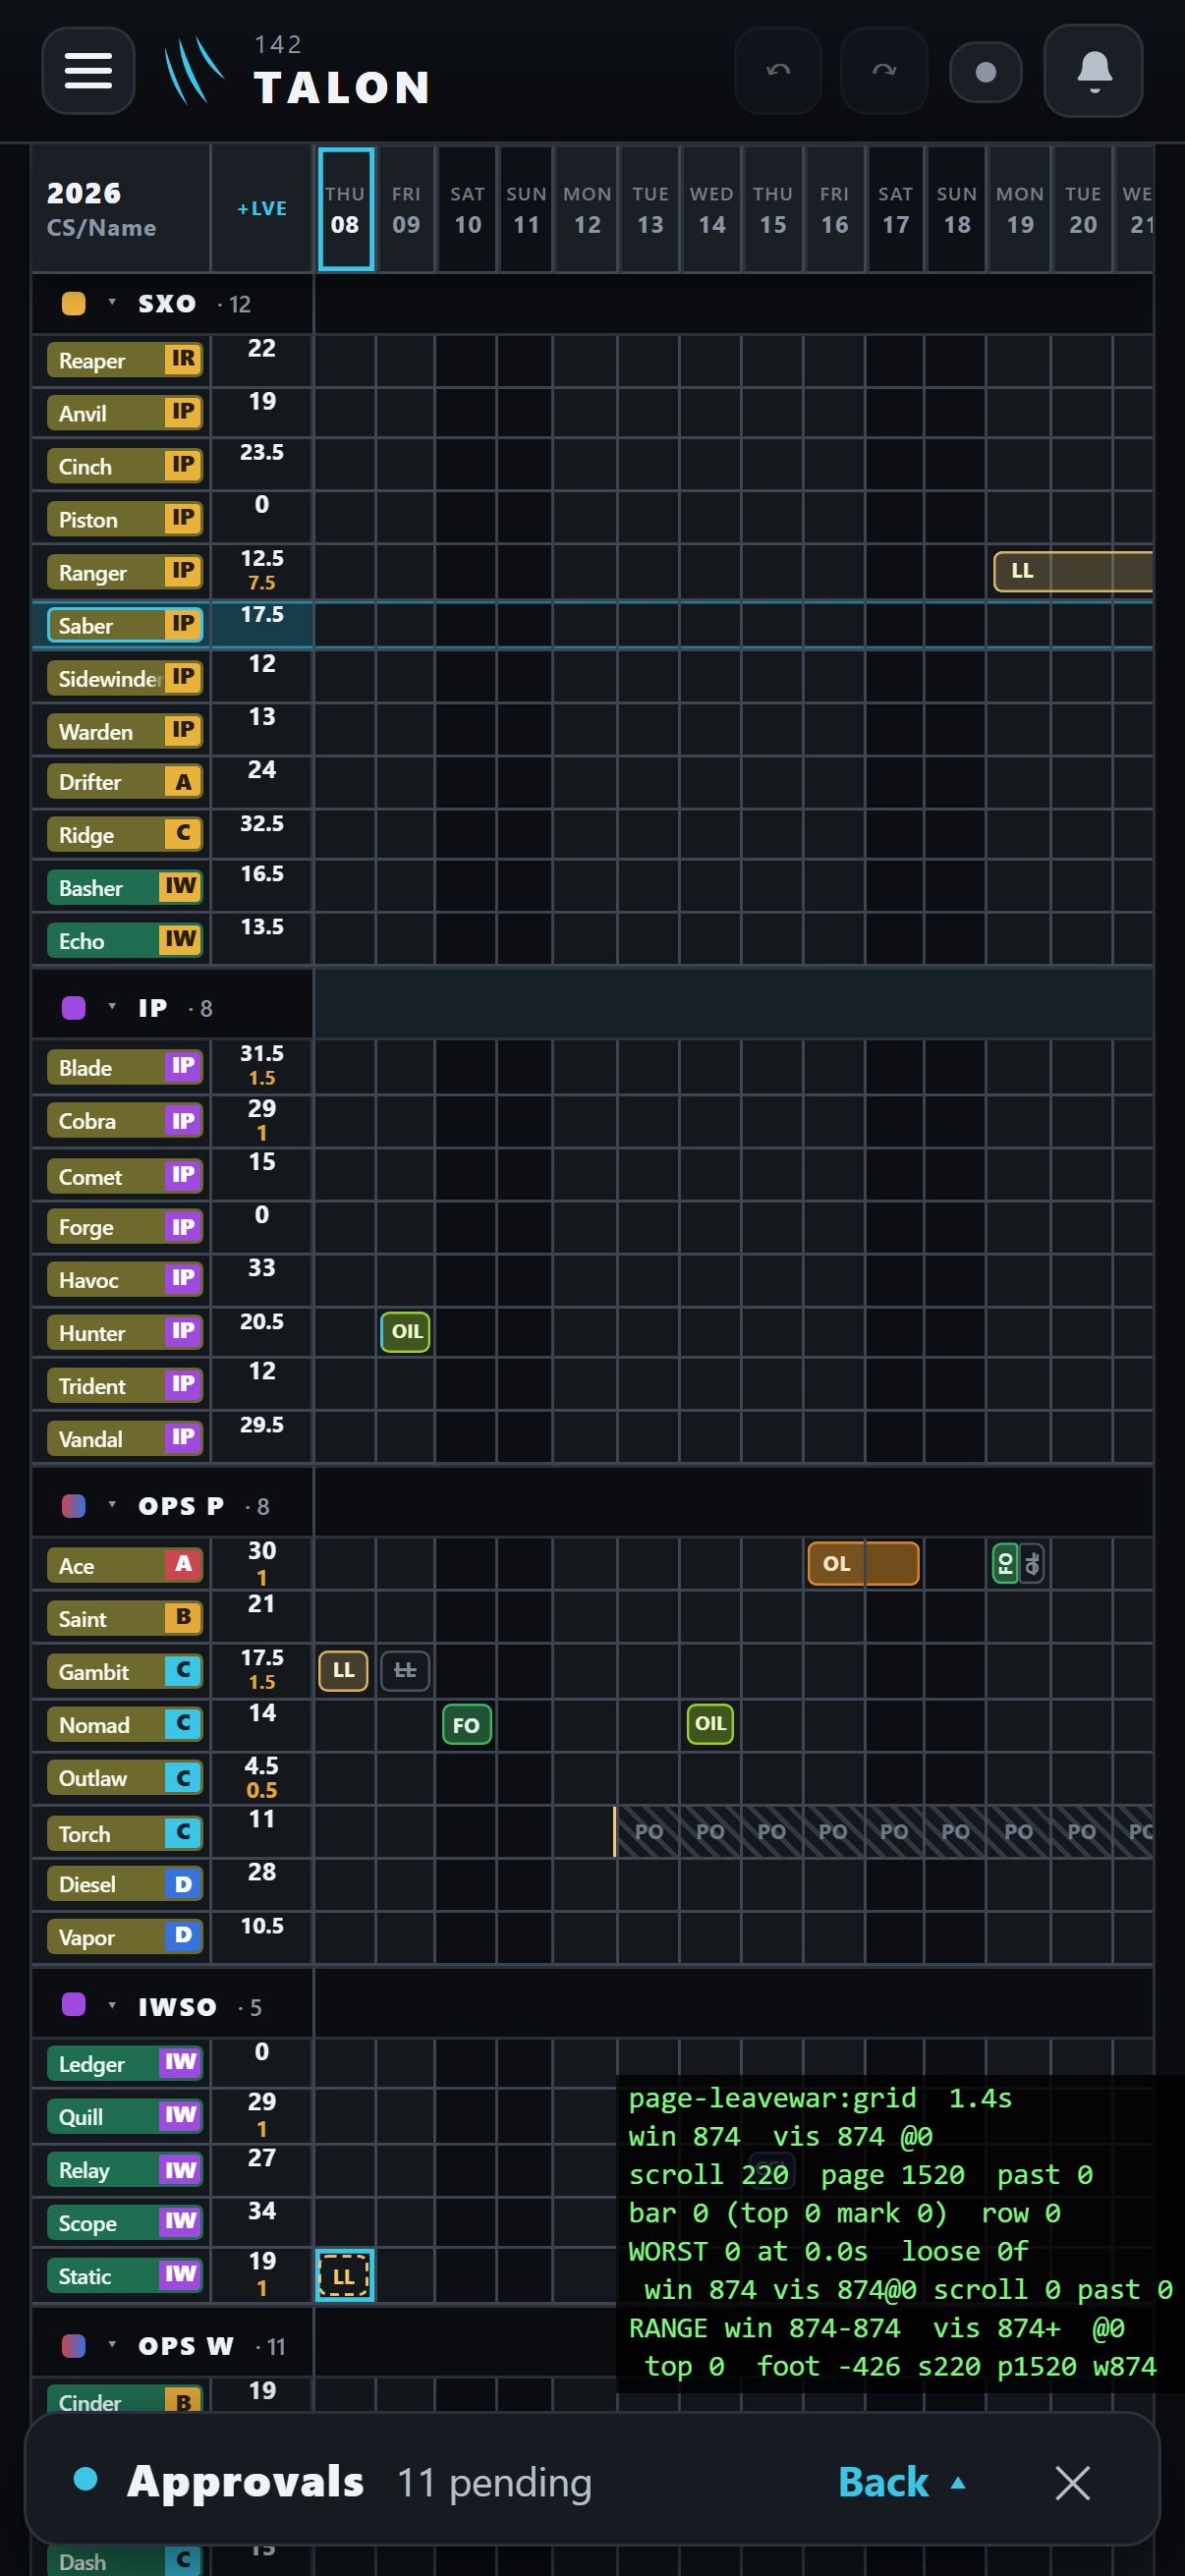 142
TALON
2026
CS/Name
+LVE
THU 08 FRI 09 SAT 10 SUN 11 MON 12 TUE 13 WED 14 THU 15 FRI 16 SAT 17 SUN 18 MON 19 TUE 20 WE 21
SXO · 12
Reaper IR 22
Anvil IP 19
Cinch IP 23.5
Piston IP 0
Ranger IP 12.5 7.5 LL
Saber IP 17.5
Sidewinder IP 12
Warden IP 13
Drifter A 24
Ridge C 32.5
Basher IW 16.5
Echo IW 13.5
IP · 8
Blade IP 31.5 1.5
Cobra IP 29 1
Comet IP 15
Forge IP 0
Havoc IP 33
Hunter IP 20.5 OIL
Trident IP 12
Vandal IP 29.5
OPS P · 8
Ace A 30 1 OL FO OL
Saint B 21
Gambit C 17.5 1.5 LL LL
Nomad C 14 FO OIL
Outlaw C 4.5 0.5
Torch C 11 PO PO PO PO PO PO PO PO PO
Diesel D 28
Vapor D 10.5
IWSO · 5
Ledger IW 0
Quill IW 29 1
Relay IW 27
Scope IW 34
Static IW 19 1 LL
OPS W · 11
Cinder B 19
page-leavewar:grid 1.4s
win 874 vis 874 @0
scroll 220 page 1520 past 0
bar 0 (top 0 mark 0) row 0
WORST 0 at 0.0s loose 0f
win 874 vis 874@0 scroll 0 past 0
RANGE win 874-874 vis 874+ @0
top 0 foot -426 s220 p1520 w874
Approvals 11 pending Back
Dash C 15